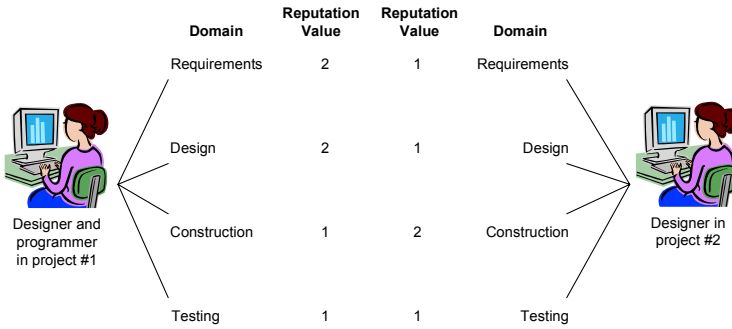 Reputation Reputation
Domain Value Value Domain
Requirements 2 1 Requirements
Design 2 1 Design
Designer and
programmer
in project #1
Construction 1 2 Construction
Designer in
project #2
Testing 1 1 Testing